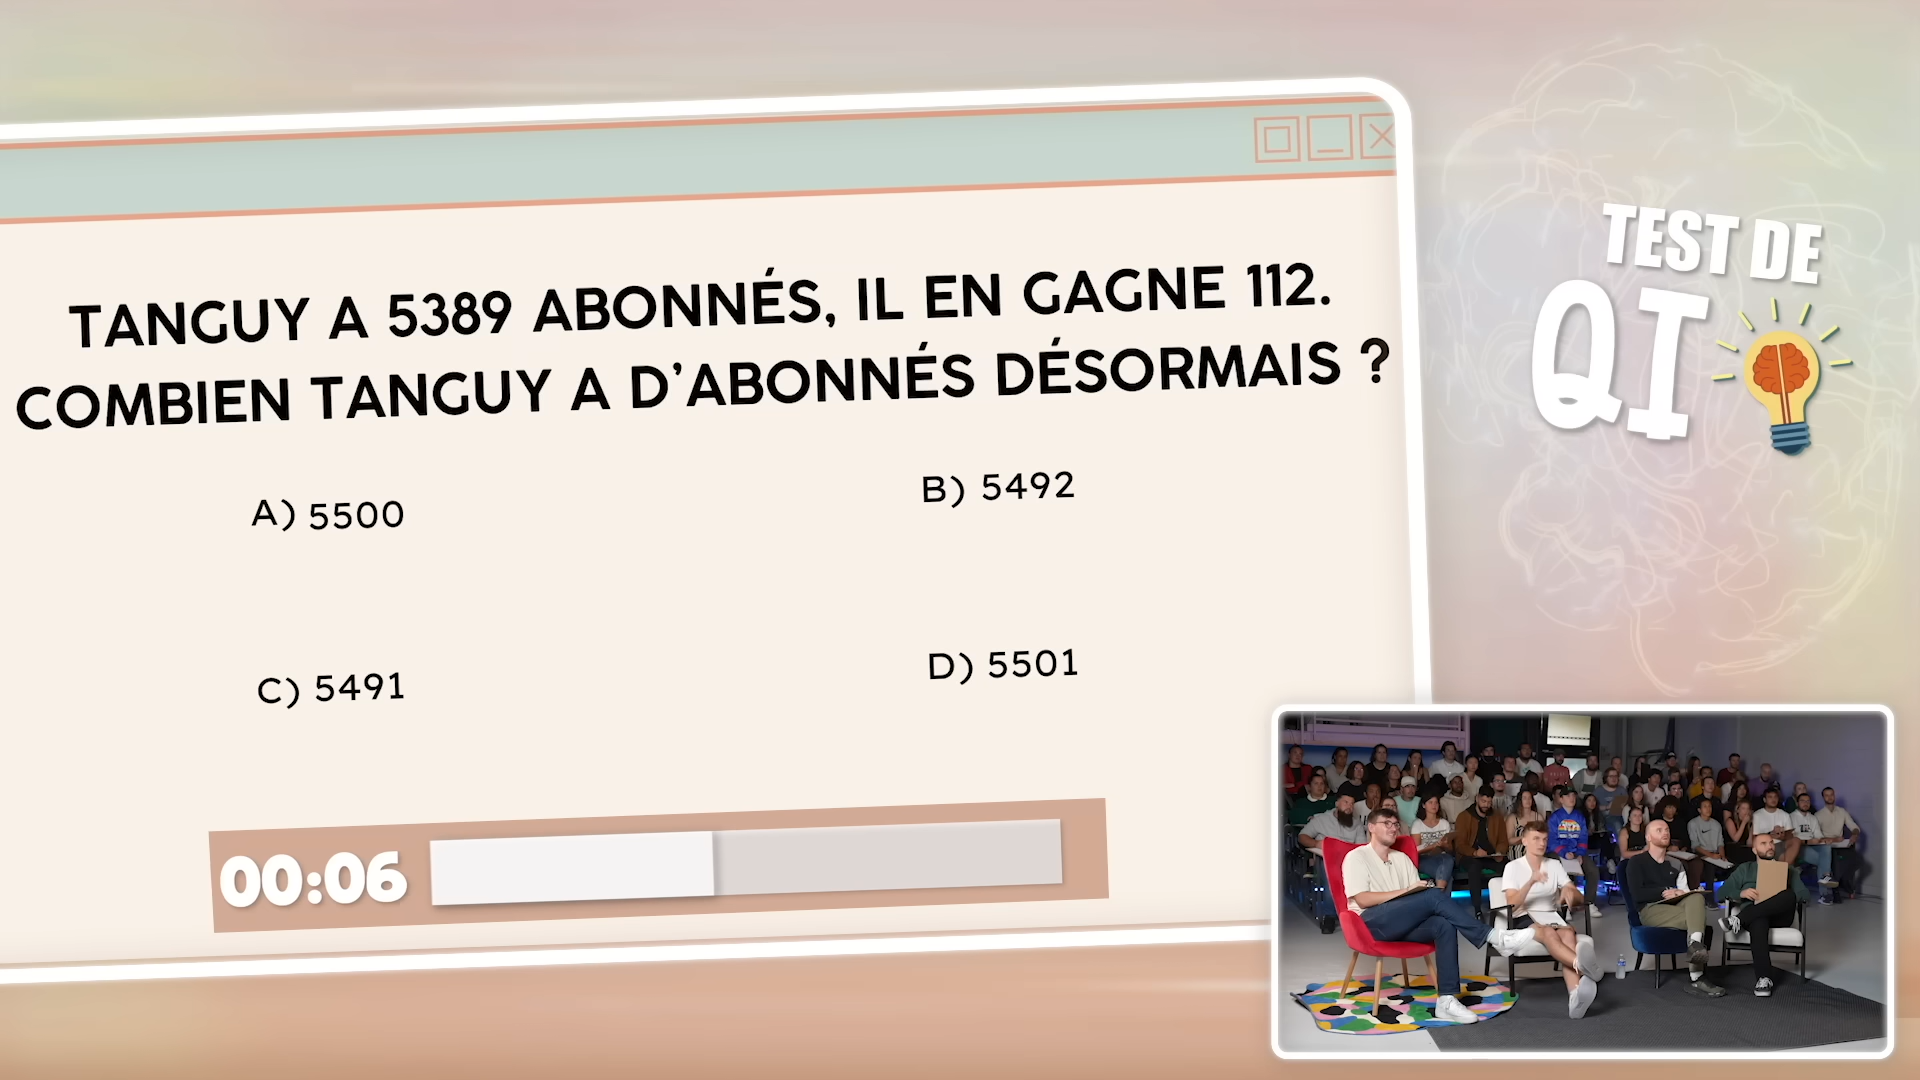 TANGUY A 5389 ABONNÉS, IL EN GAGNE 112.
COMBIEN TANGUY A D'ABONNÉS DÉSORMAIS ?
A) 5500
B) 5492
C) 5491
D) 5501
00:06
TEST DE
QI